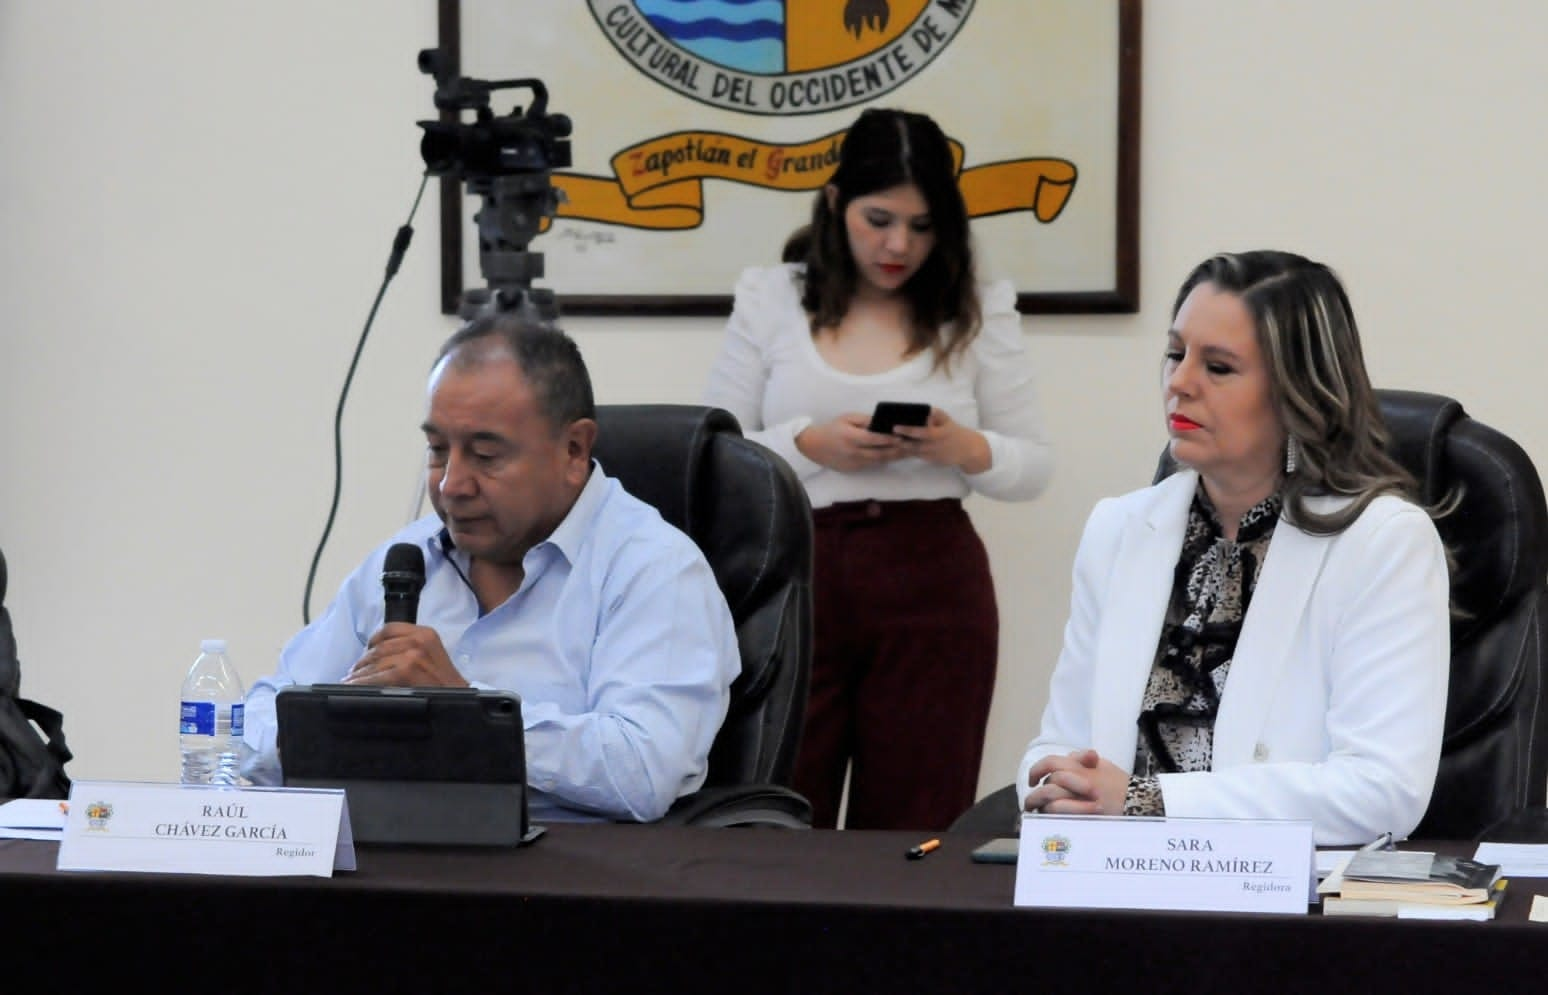 CULTURAL DEL OCCIDENTE DE M
Zapotlán el Grand
RAÚL
CHÁVEZ GARCÍA
Regidor
SARA
MORENO RAMÍREZ
Regidora